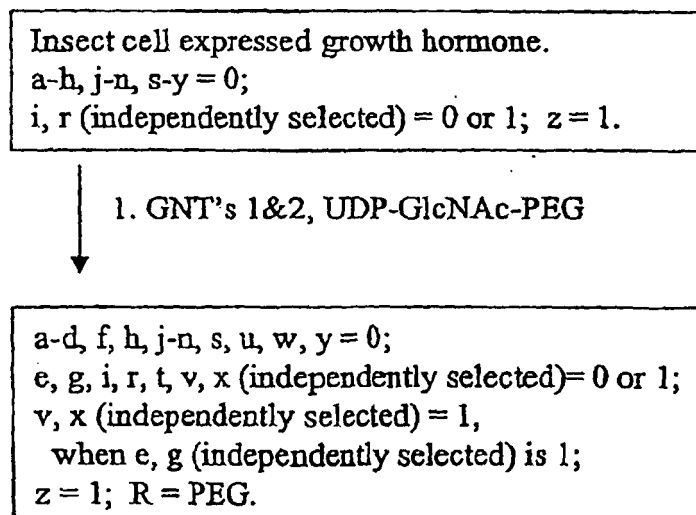 Insect cell expressed growth hormone.
a-h, j-n, s-y = 0;
i, r (independently selected) = 0 or 1; z = 1.
1. GNT's 1&2, UDP-GlcNAc-PEG
a-d, f, h, j-n, s, u, w, y = 0;
e, g, i, r, t, v, x (independently selected)= 0 or 1;
v, x (independently selected) = 1,
when e, g (independently selected) is 1;
z = 1; R = PEG.